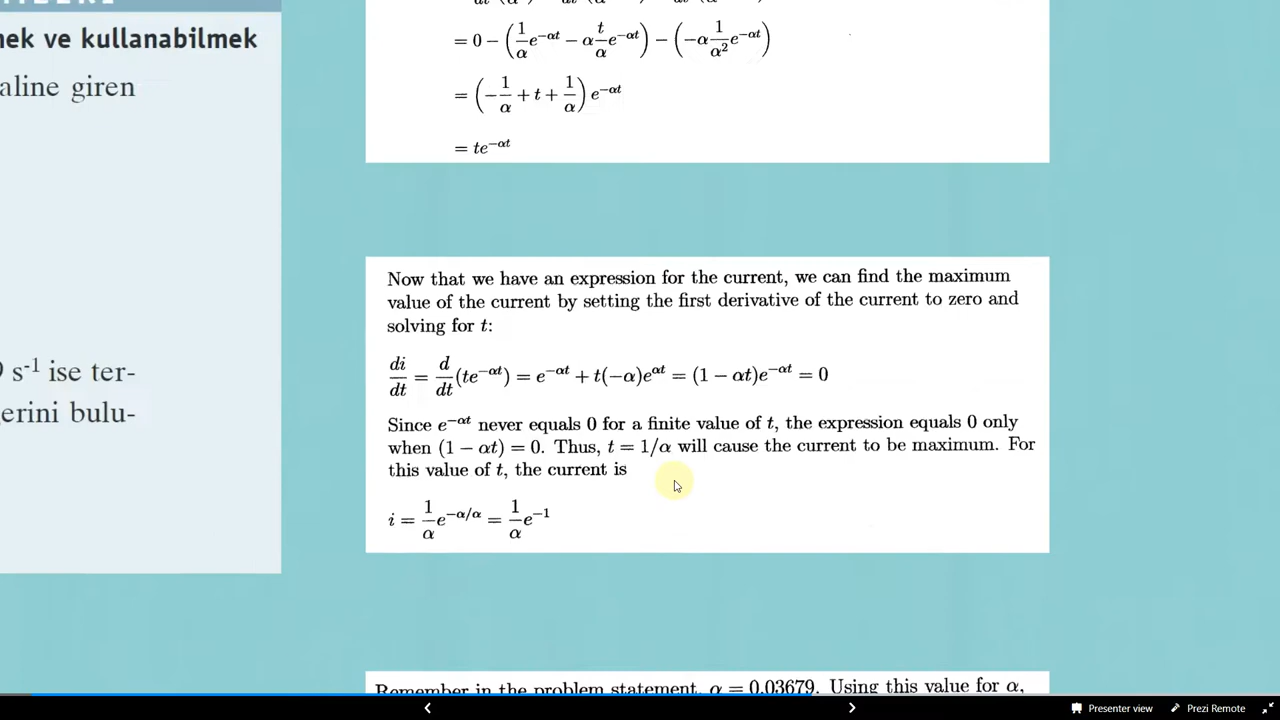 nek ve kullanabilmek
aline giren
s⁻¹ ise ter-
erini bulu-
= 0 − (1/α e^−αt − α t/α e^−αt) − (−α 1/α² e^−αt)
= (−1/α + t + 1/α) e^−αt
= te^−αt
Now that we have an expression for the current, we can find the maximum
value of the current by setting the first derivative of the current to zero and
solving for t:
di/dt = d/dt (te^−αt) = e^−αt + t(−α)e^αt = (1 − αt)e^−αt = 0
Since e^−αt never equals 0 for a finite value of t, the expression equals 0 only
when (1 − αt) = 0. Thus, t = 1/α will cause the current to be maximum. For
this value of t, the current is
i = 1/α e^−α/α = 1/α e^−1
Remember in the problem statement, α = 0.03679. Using this value for α,
Presenter view
Prezi Remote